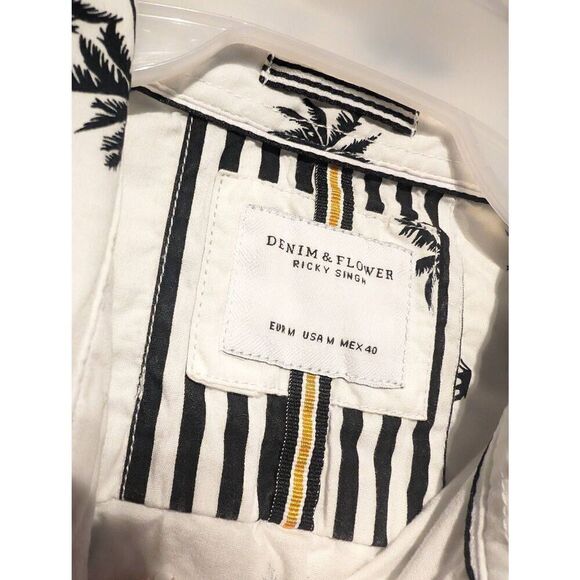 DENIM & FLOWER
RICKY SINGH
EUR M USA M MEX 40